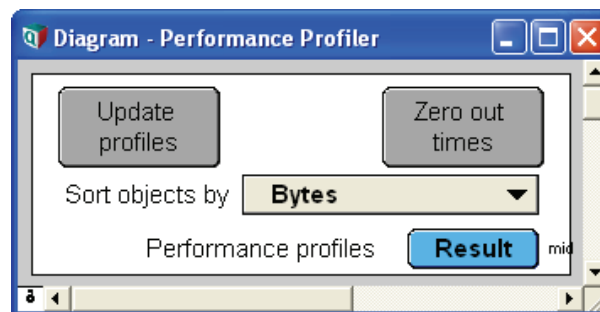 Diagram - Performance Profiler
Update profiles
Zero out times
Sort objects by Bytes
Performance profiles Result mid